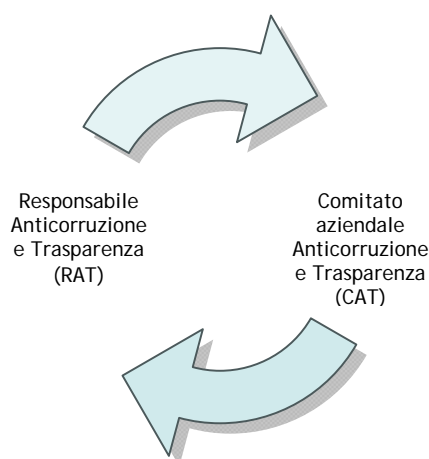 Responsabile
Anticorruzione
e Trasparenza
(RAT)
Comitato
aziendale
Anticorruzione
e Trasparenza
(CAT)